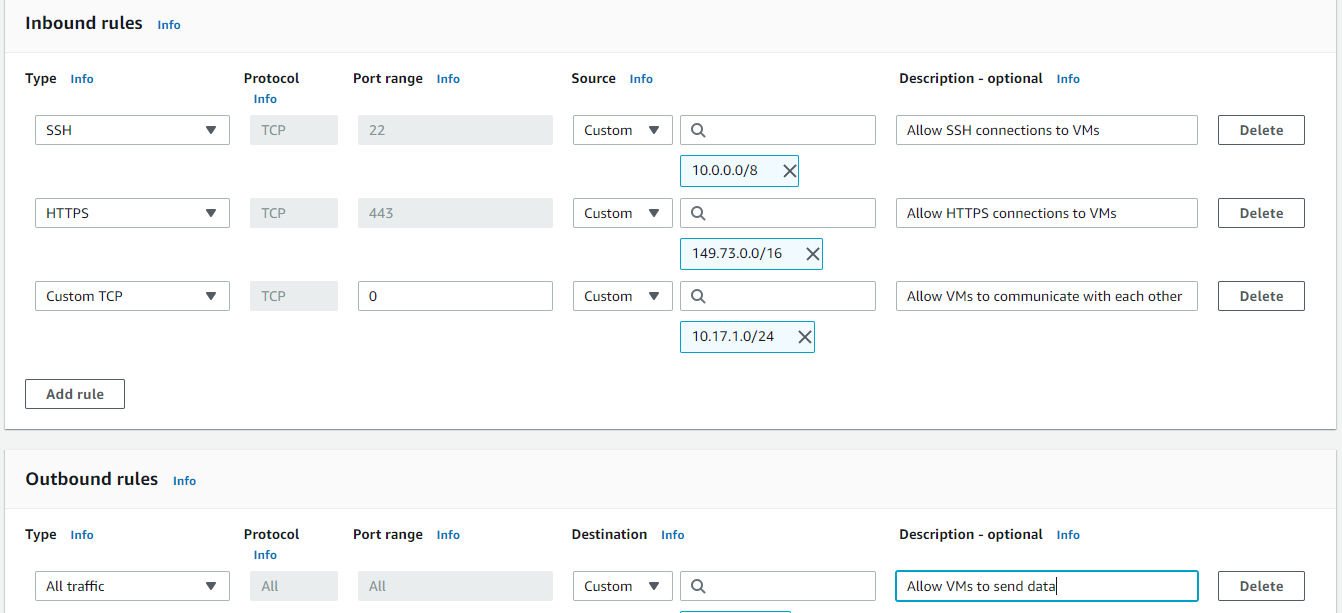 Inbound rules Info
Type Info Protocol Info Port range Info Source Info Description - optional Info
SSH TCP 22 Custom Allow SSH connections to VMs Delete
10.0.0.0/8
HTTPS TCP 443 Custom Allow HTTPS connections to VMs Delete
149.73.0.0/16
Custom TCP TCP 0 Custom Allow VMs to communicate with each other Delete
10.17.1.0/24
Add rule
Outbound rules Info
Type Info Protocol Info Port range Info Destination Info Description - optional Info
All traffic All All Custom Allow VMs to send data Delete